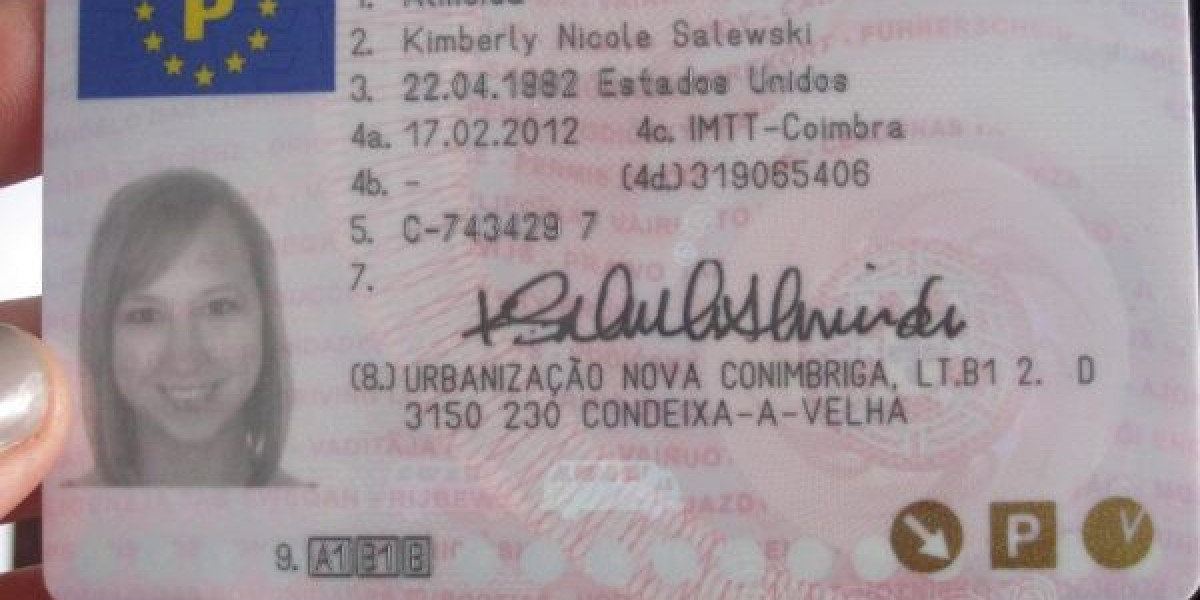 P
1. Almeida
2. Kimberly Nicole Salewski
3. 22.04.1982 Estados Unidos
4a. 17.02.2012 4c. IMTT-Coimbra
4b. - (4d.)319065406
5. C-743429 7
7.
(8.) URBANIZAÇÃO NOVA CONIMBRIGA, LT.B1 2. D
3150 230 CONDEIXA-A-VELHA
9. A1 B1 B
P V